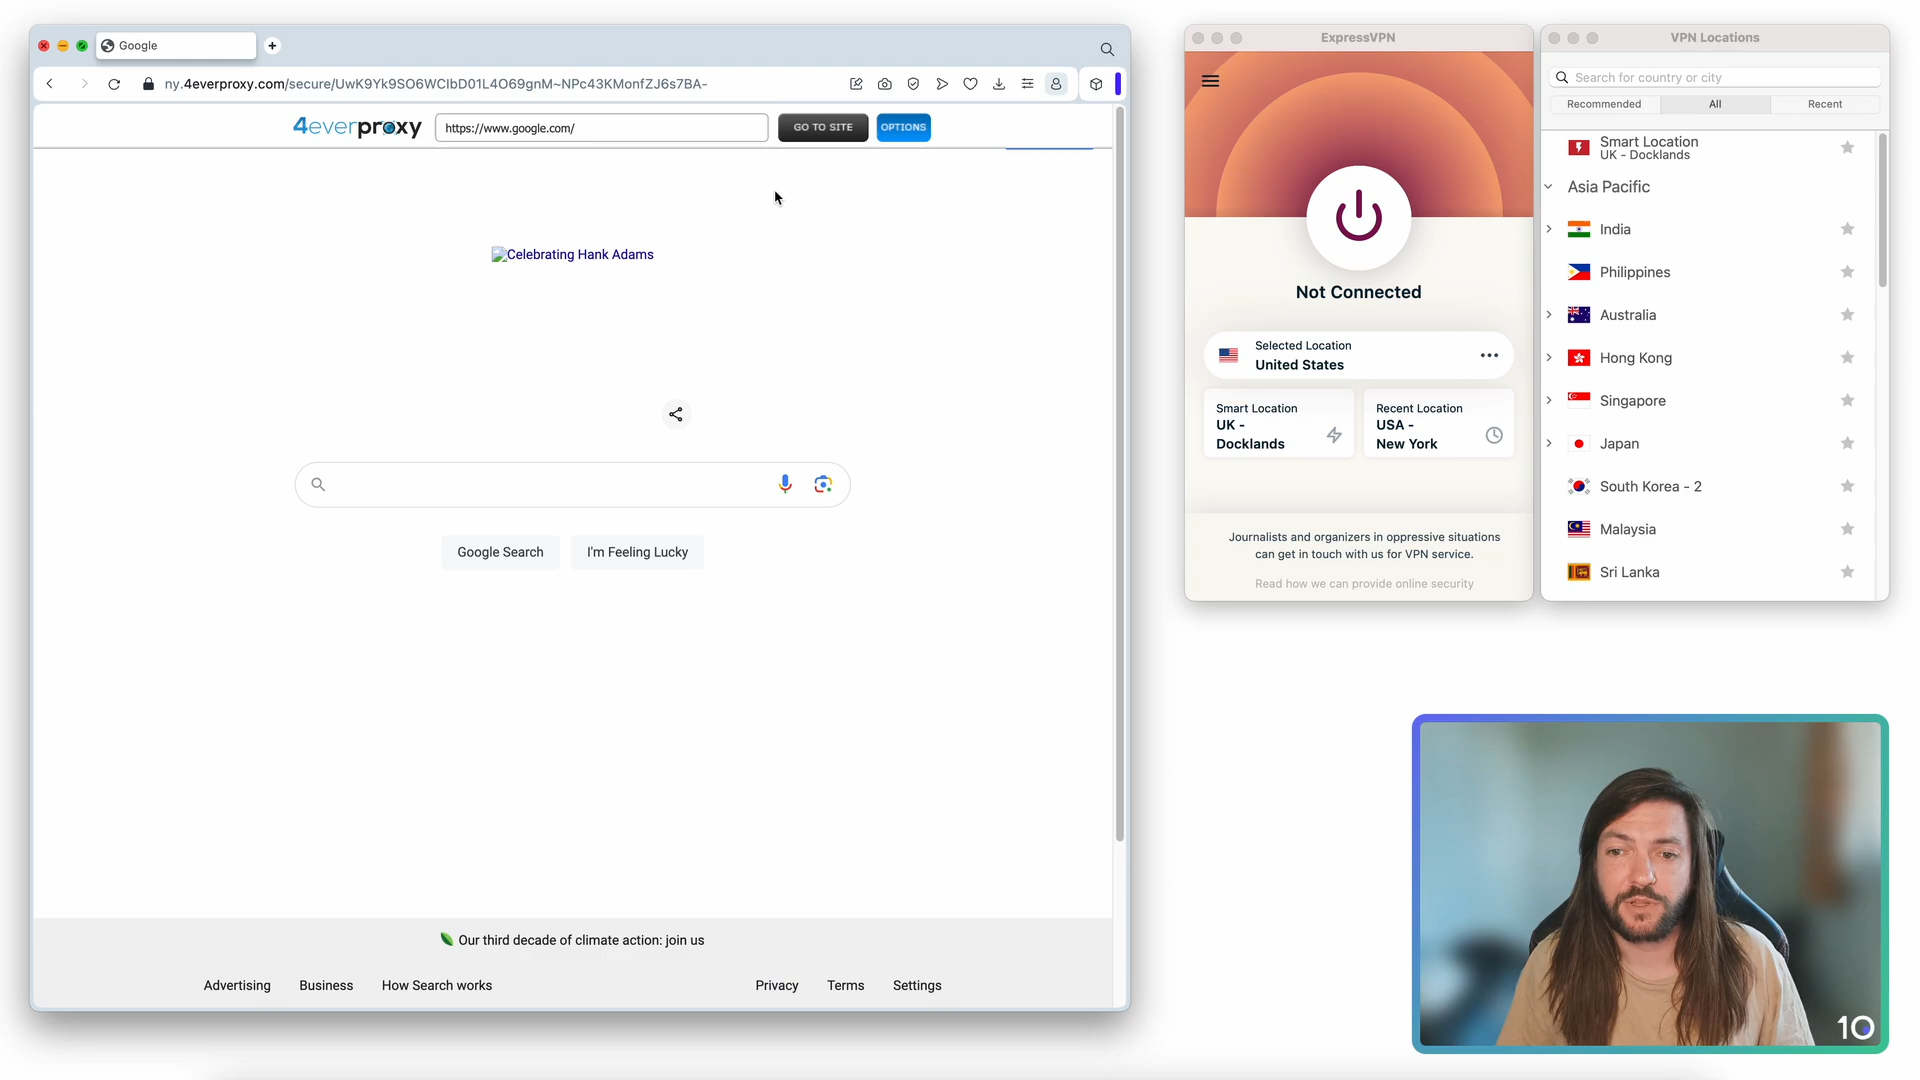 Google
ny.4everproxy.com/secure/UwK9Yk9SO6WCIbD01L4O69gnM~NPc43KMonfZJ6s7BA-
4everproxy
https://www.google.com/
GO TO SITE
OPTIONS
Celebrating Hank Adams
Google Search
I'm Feeling Lucky
Our third decade of climate action: join us
Advertising
Business
How Search works
Privacy
Terms
Settings
ExpressVPN
Not Connected
Selected Location
United States
Smart Location
UK -
Docklands
Recent Location
USA -
New York
Journalists and organizers in oppressive situations
can get in touch with us for VPN service.
Read how we can provide online security
VPN Locations
Search for country or city
Recommended
All
Recent
Smart Location
UK - Docklands
Asia Pacific
India
Philippines
Australia
Hong Kong
Singapore
Japan
South Korea - 2
Malaysia
Sri Lanka
10